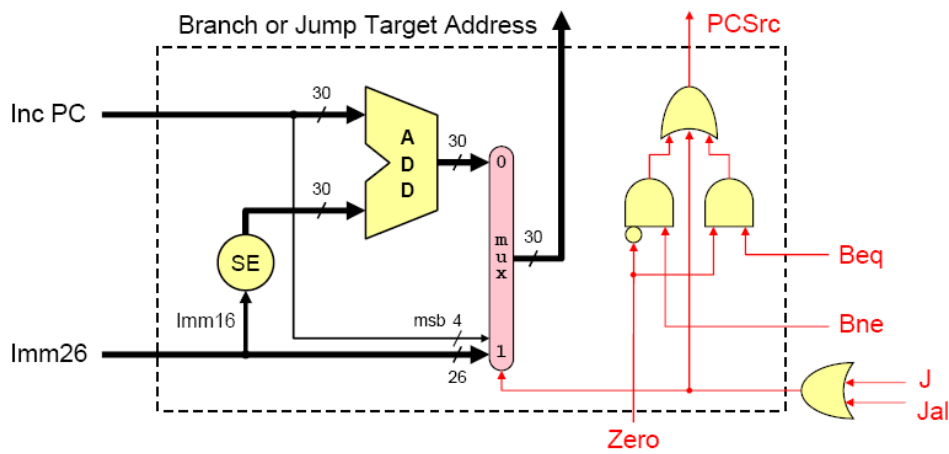 Branch or Jump Target Address
PCSrc
Inc PC
30
A
D
D
30
0
30
SE
m
u
x
30
Imm16
msb 4
1
Imm26
26
Beq
Bne
J
Jal
Zero